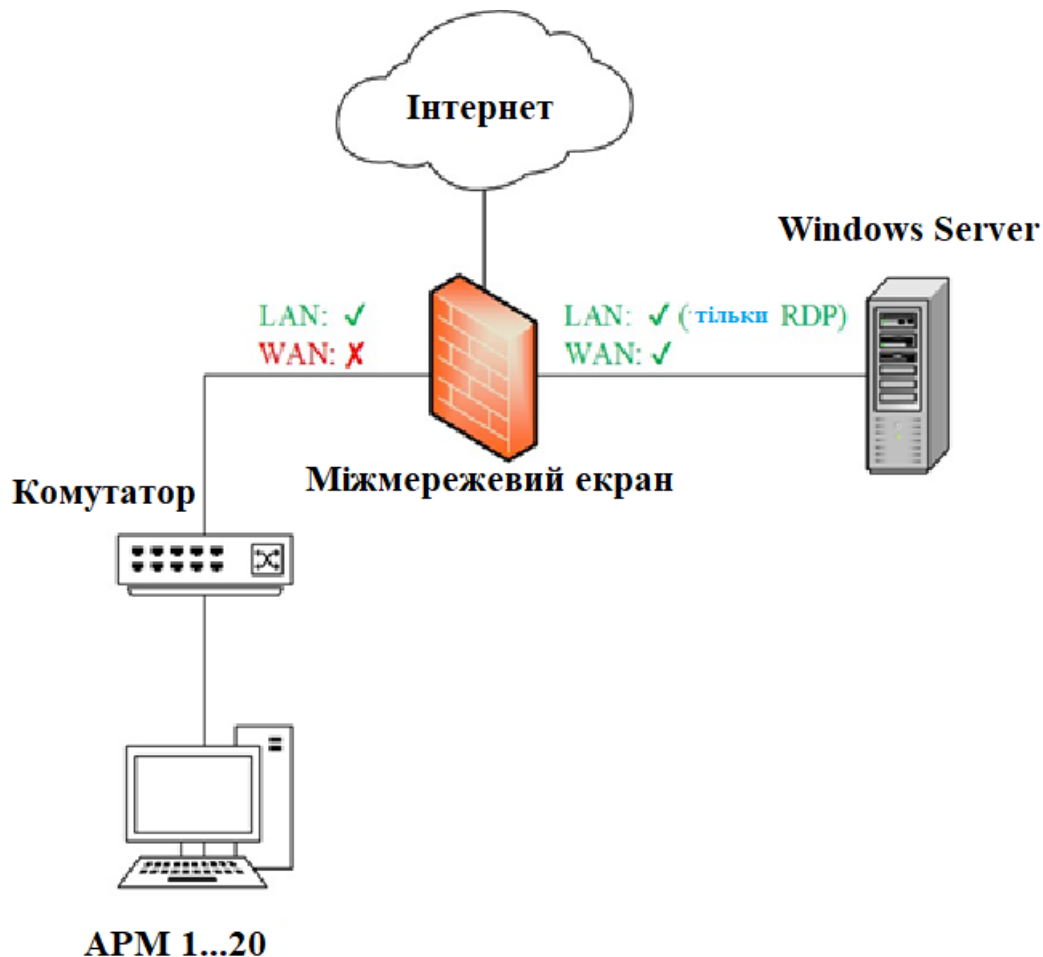 Інтернет
Windows Server
LAN: ✓
WAN: ✗
LAN: ✓ (тільки RDP)
WAN: ✓
Міжмережевий екран
Комутатор
АРМ 1...20